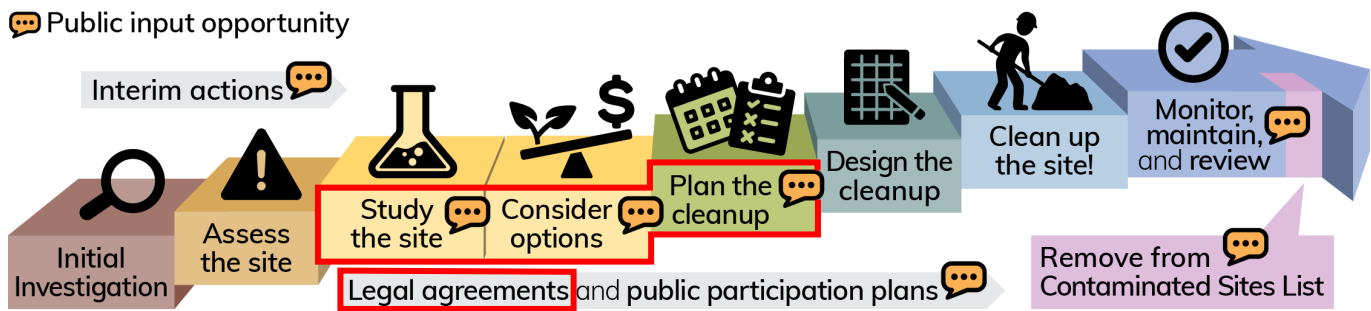 Public input opportunity
Interim actions
Initial
Investigation
Assess
the site
Study
the site
Consider
options
Plan the
cleanup
Design the
cleanup
Clean up
the site!
Monitor,
maintain,
and review
Legal agreements and public participation plans
Remove from
Contaminated Sites List